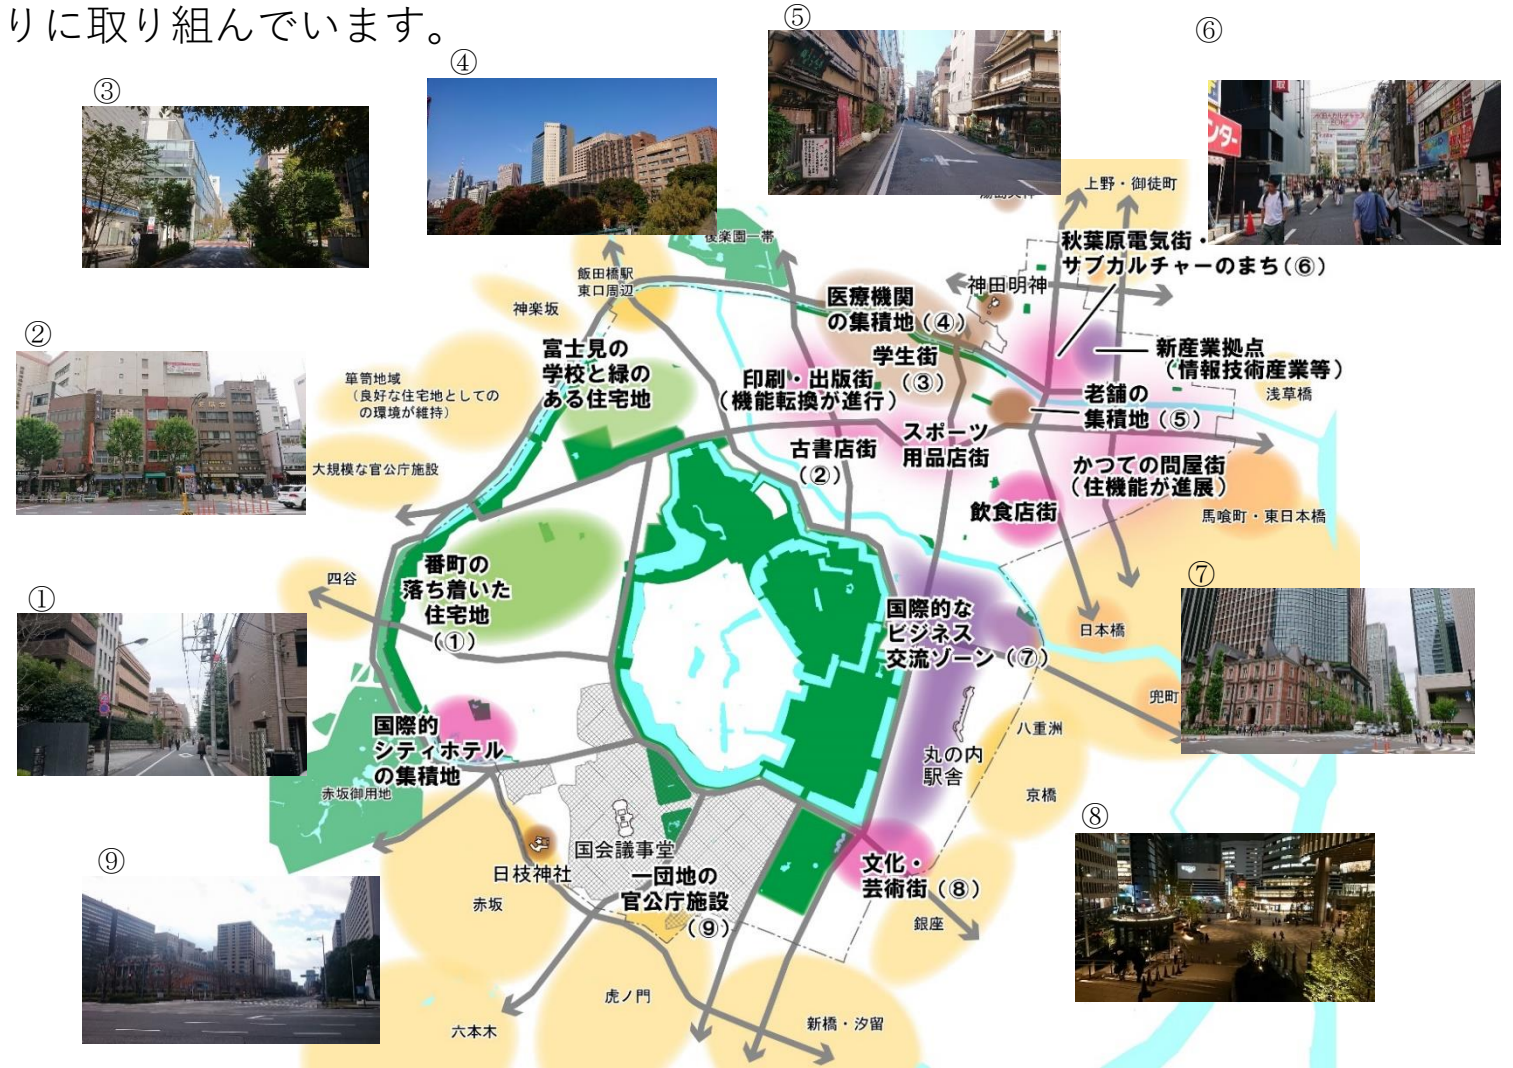 りに取り組んでいます。
⑤
⑥
④
③
上野・御徒町
後楽園一帯
秋葉原電気街・
サブカルチャーのまち（⑥）
飯田橋駅
東口周辺
神田明神
医療機関
の集積地（④）
神楽坂
②
富士見の
学校と緑の
ある住宅地
学生街
（③）
新産業拠点
（情報技術産業等）
印刷・出版街
（機能転換が進行）
箪笥地域
（良好な住宅地としての
の環境が維持）
老舗の
集積地（⑤）
浅草橋
スポーツ
用品店街
古書店街
（②）
大規模な官公庁施設
かつての問屋街
（住機能が進展）
飲食店街
馬喰町・東日本橋
番町の
落ち着いた
住宅地
（①）
四谷
⑦
①
国際的な
ビジネス
交流ゾーン（⑦）
日本橋
兜町
国際的
シティホテル
の集積地
八重洲
丸の内
駅舎
赤坂御用地
京橋
⑧
国会議事堂
日枝神社
文化・
芸術街（⑧）
⑨
一団地の
官公庁施設
（⑨）
赤坂
銀座
虎ノ門
六本木
新橋・汐留